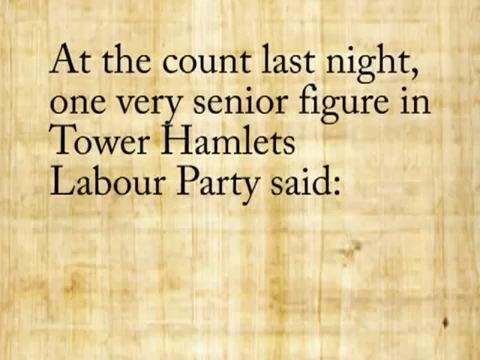 At the count last night,
one very senior figure in
Tower Hamlets
Labour Party said: